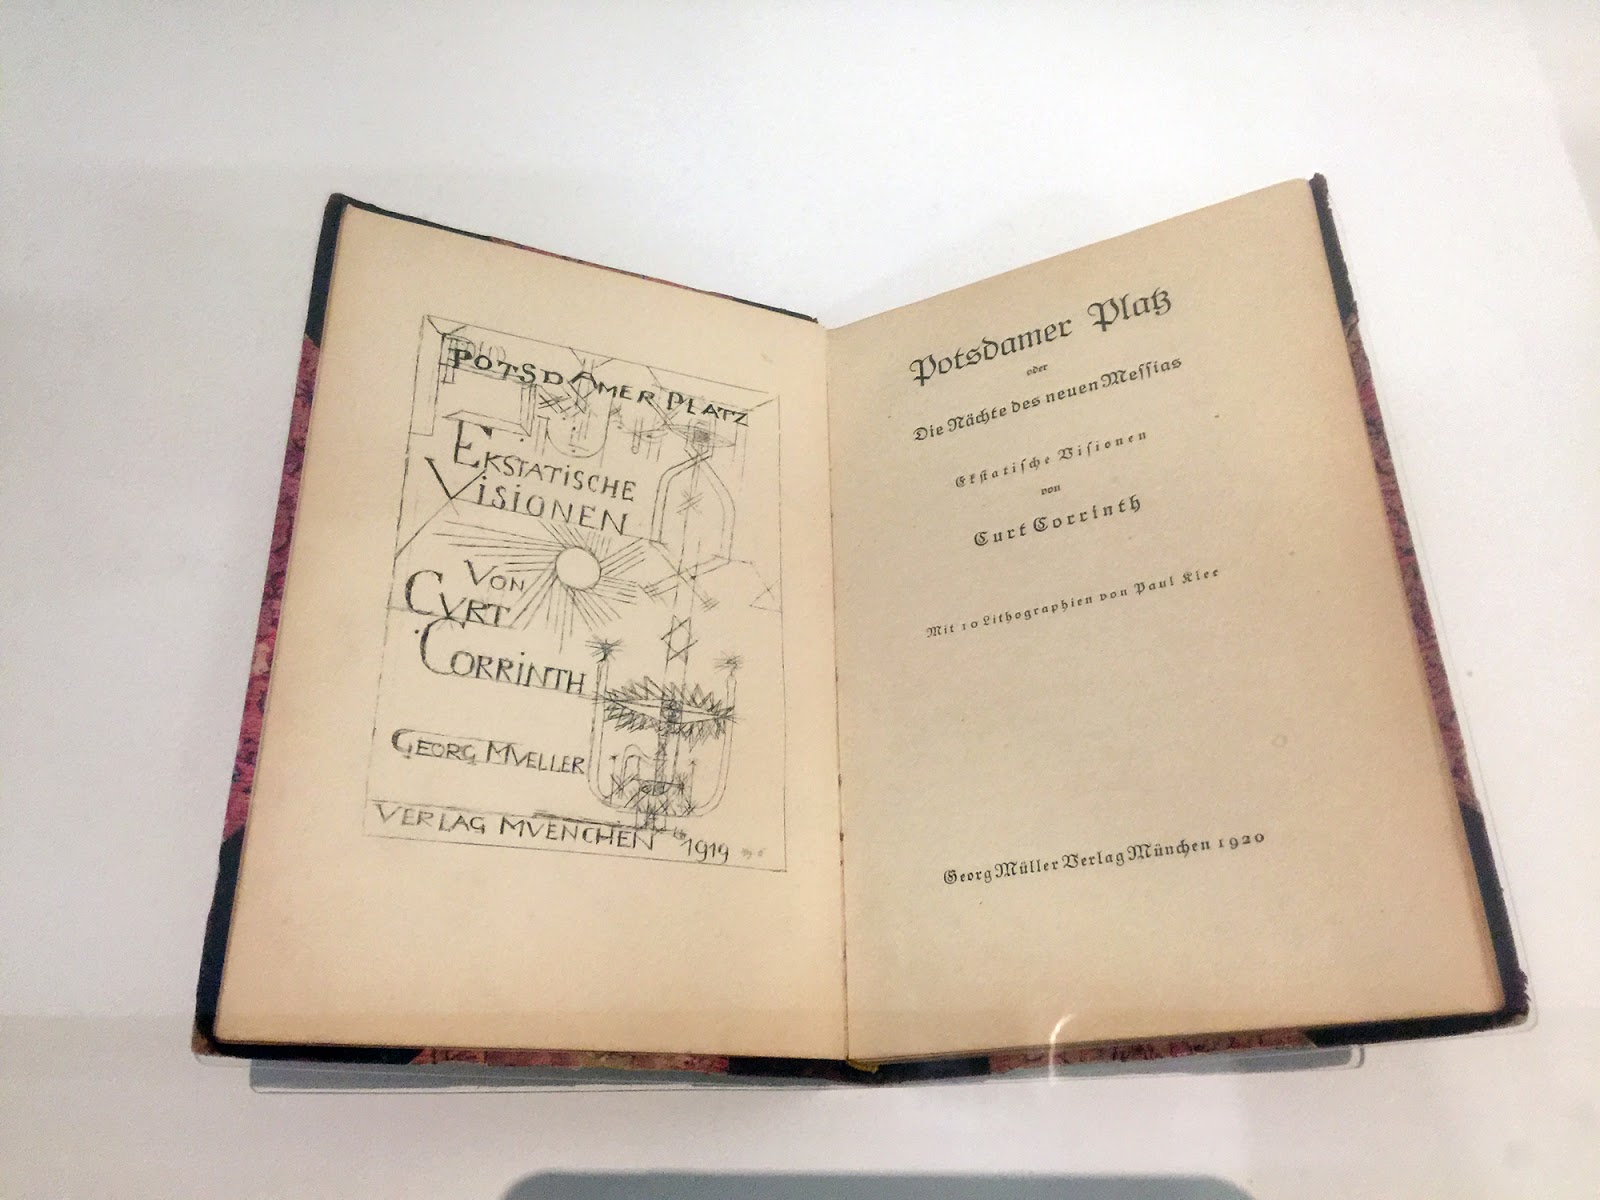 POTSDAMER PLATZ
EKSTATISCHE
VISIONEN
VON
CVRT
CORRINTH
GEORG MVELLER
VERLAG MVENCHEN 1919
Potsdamer Platz
oder
Die Nächte des neuen Meſſias
Ekſtatiſche Viſionen
von
Curt Corrinth
Mit 10 Lithographien von Paul Klee
Georg Müller Verlag München 1920